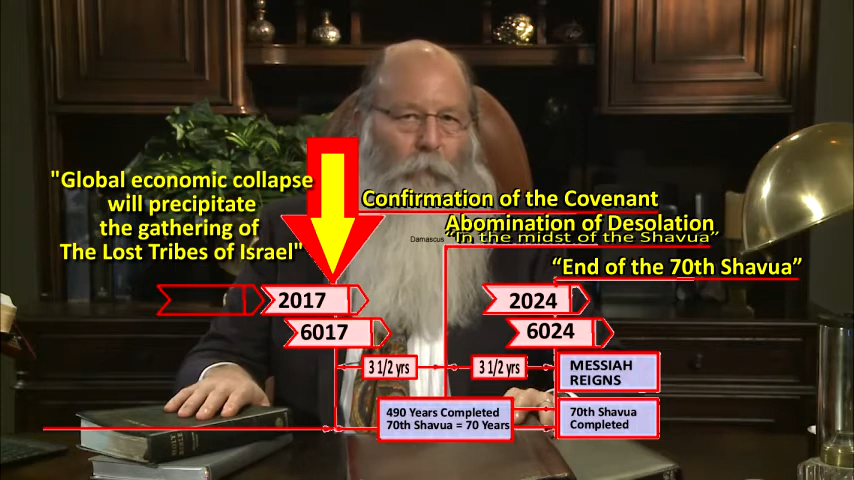 "Global economic collapse
will precipitate
the gathering of
The Lost Tribes of Israel"
Confirmation of the Covenant
Abomination of Desolation
Damascus
“In the midst of the Shavua”
“End of the 70th Shavua”
2017
2024
6017
6024
3 1/2 yrs
3 1/2 yrs
MESSIAH
REIGNS
490 Years Completed
70th Shavua = 70 Years
70th Shavua
Completed
HOLY BIBLE